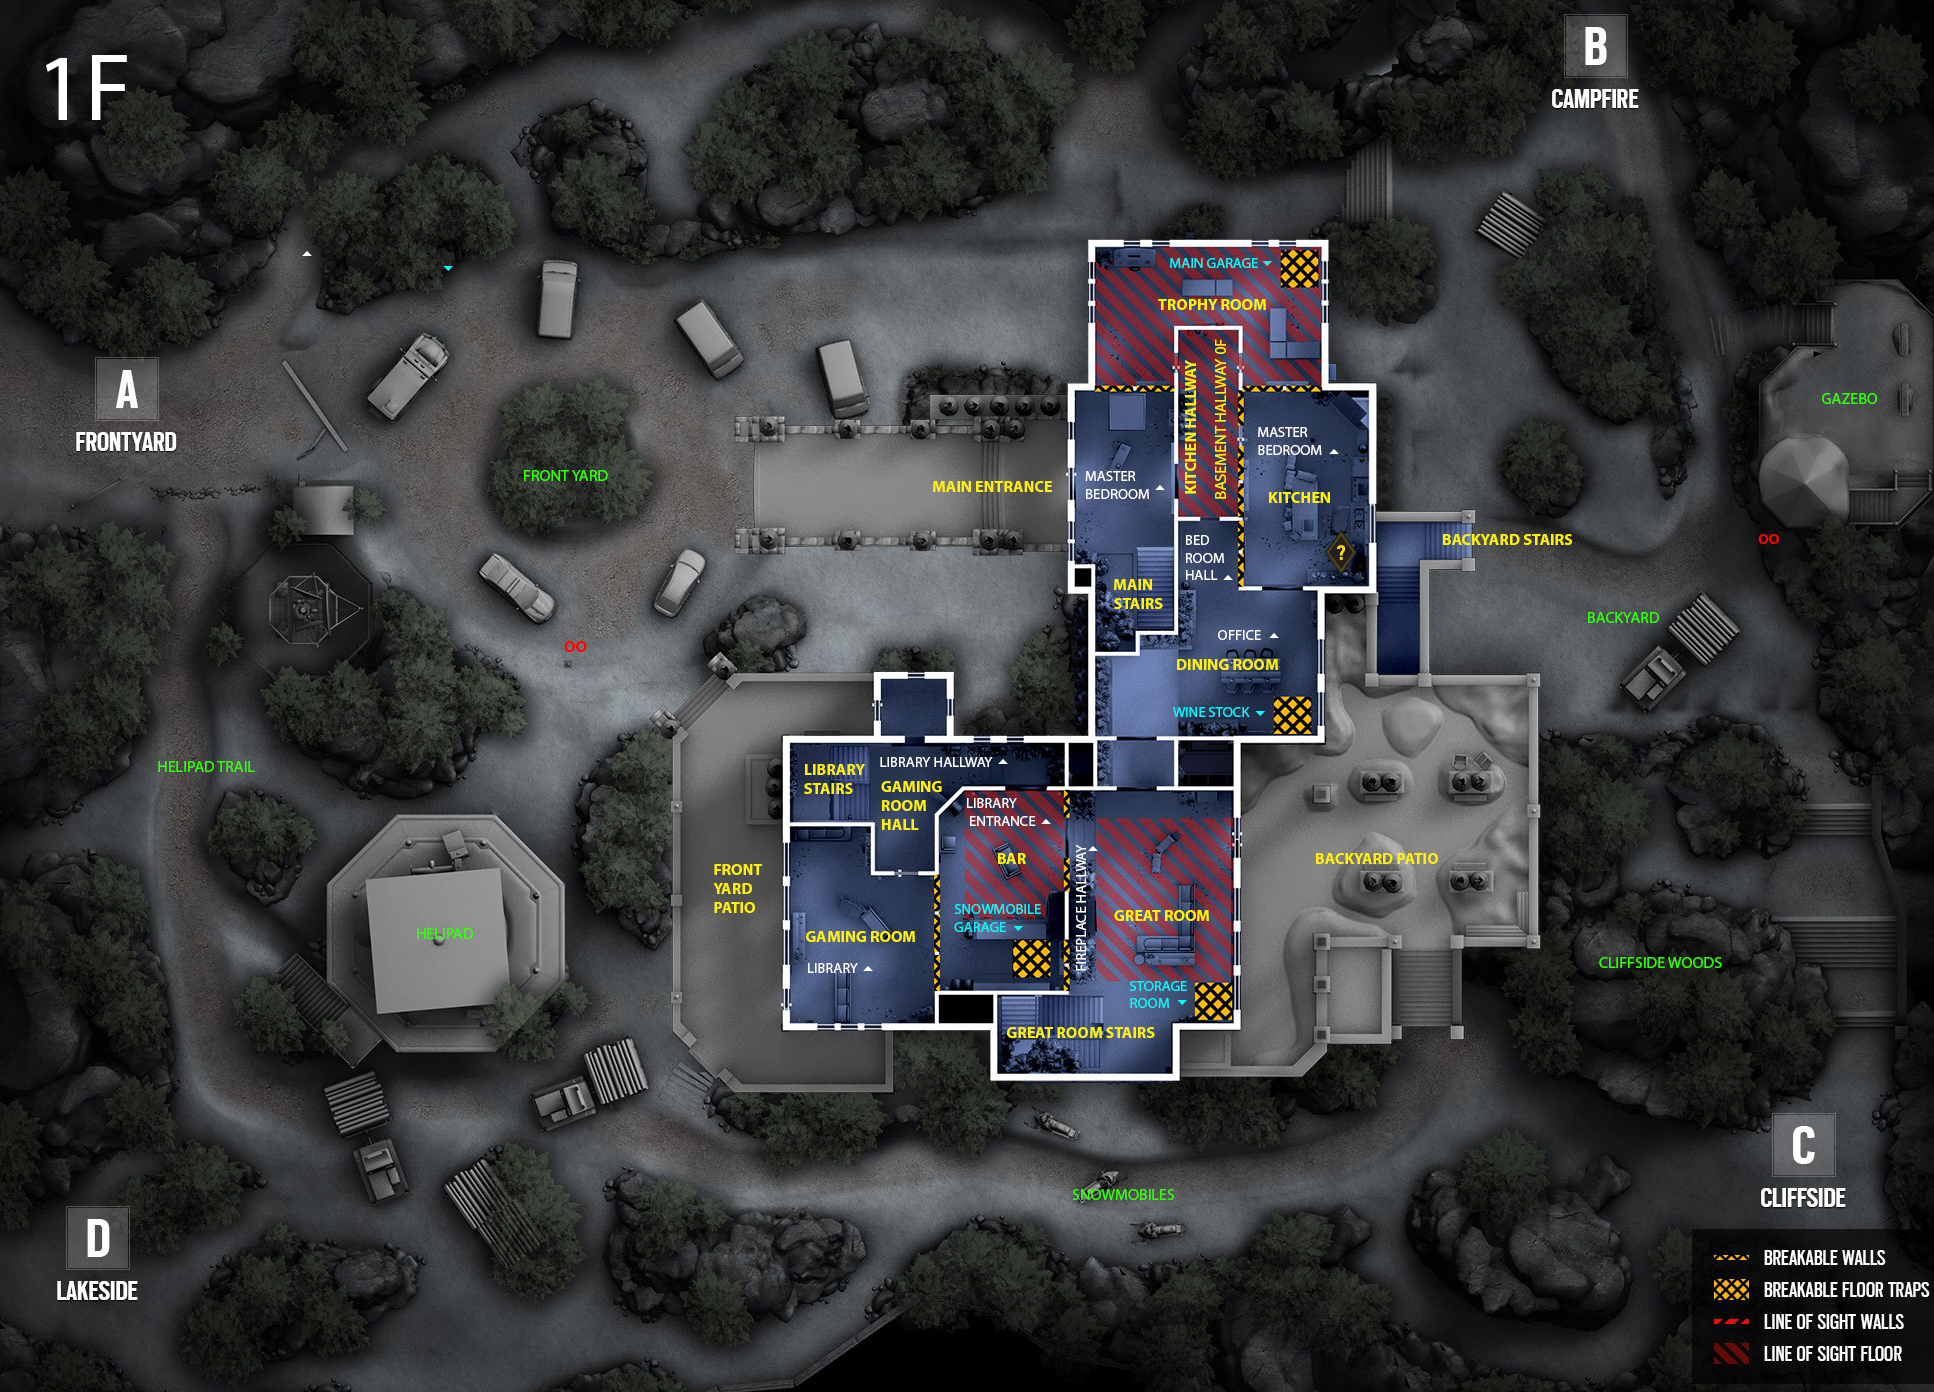 1F
B
CAMPFIRE
A
FRONTYARD
MAIN GARAGE
TROPHY ROOM
KITCHEN HALLWAY
BASEMENT HALLWAY 0F
MASTER
BEDROOM
MASTER
BEDROOM
KITCHEN
?
GAZEBO
FRONT YARD
MAIN ENTRANCE
BED
ROOM
HALL
BACKYARD STAIRS
OO
MAIN
STAIRS
OFFICE
DINING ROOM
WINE STOCK
BACKYARD
OO
HELIPAD TRAIL
LIBRARY
STAIRS
LIBRARY HALLWAY
GAMING
ROOM
HALL
LIBRARY
ENTRANCE
BAR
FIREPLACE HALLWAY
FRONT
YARD
PATIO
BACKYARD PATIO
SNOWMOBILE
GARAGE
GREAT ROOM
HELIPAD
GAMING ROOM
LIBRARY
STORAGE
ROOM
GREAT ROOM STAIRS
CLIFFSIDE WOODS
SNOWMOBILES
C
CLIFFSIDE
D
LAKESIDE
BREAKABLE WALLS
BREAKABLE FLOOR TRAPS
LINE OF SIGHT WALLS
LINE OF SIGHT FLOOR